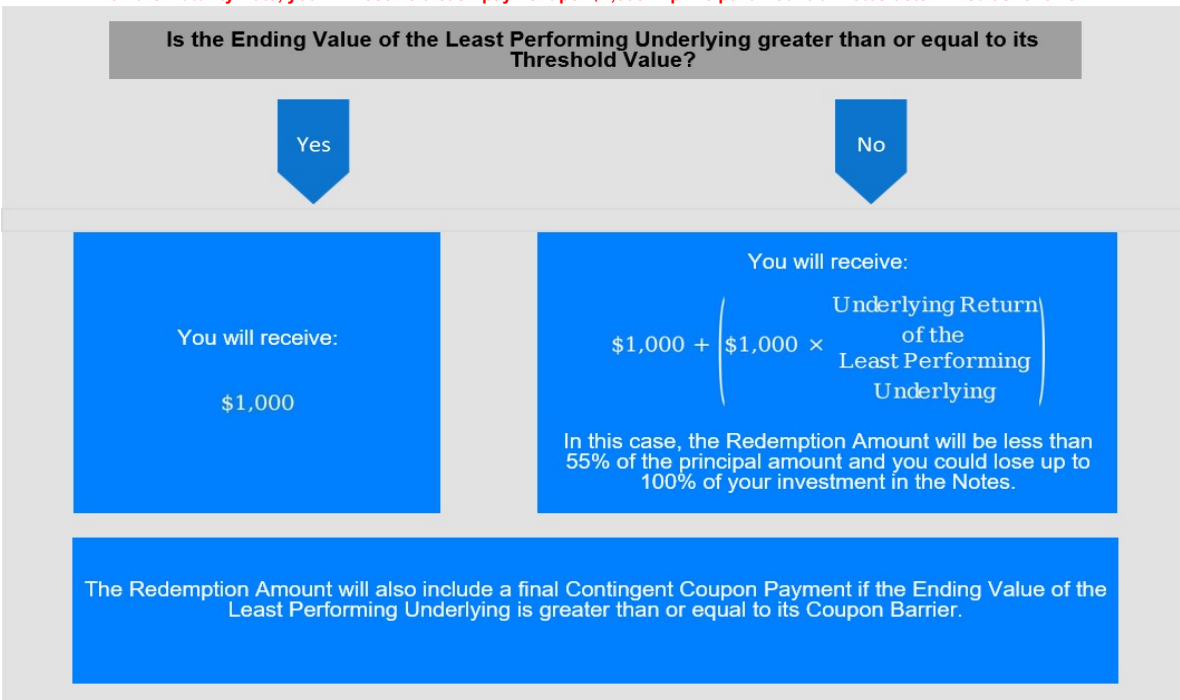 Is the Ending Value of the Least Performing Underlying greater than or equal to its
Threshold Value?
Yes
No
You will receive:
$1,000
You will receive:
$1,000 + ($1,000 × Underlying Return
of the
Least Performing
Underlying)
In this case, the Redemption Amount will be less than
55% of the principal amount and you could lose up to
100% of your investment in the Notes.
The Redemption Amount will also include a final Contingent Coupon Payment if the Ending Value of the
Least Performing Underlying is greater than or equal to its Coupon Barrier.